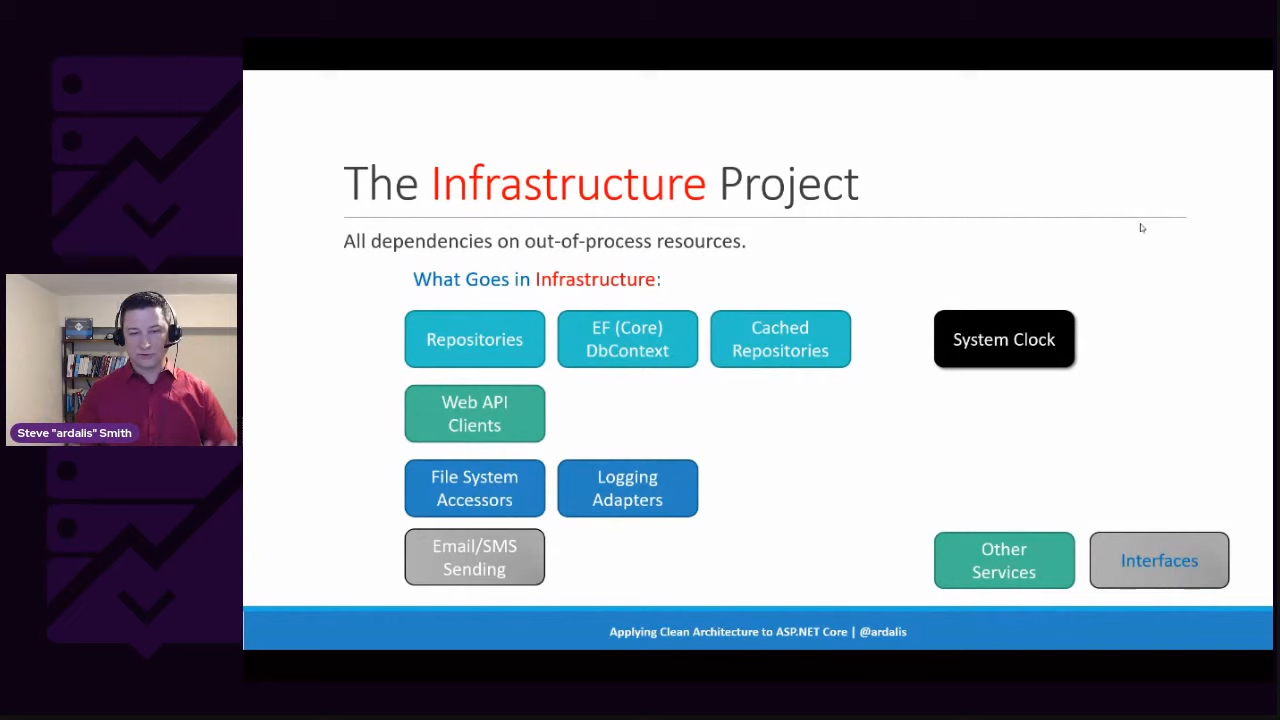 The Infrastructure Project
All dependencies on out-of-process resources.
What Goes in Infrastructure:
Repositories
EF (Core)
DbContext
Cached
Repositories
System Clock
Web API
Clients
File System
Accessors
Logging
Adapters
Email/SMS
Sending
Other
Services
Interfaces
Steve "ardalis" Smith
Applying Clean Architecture to ASP.NET Core | @ardalis